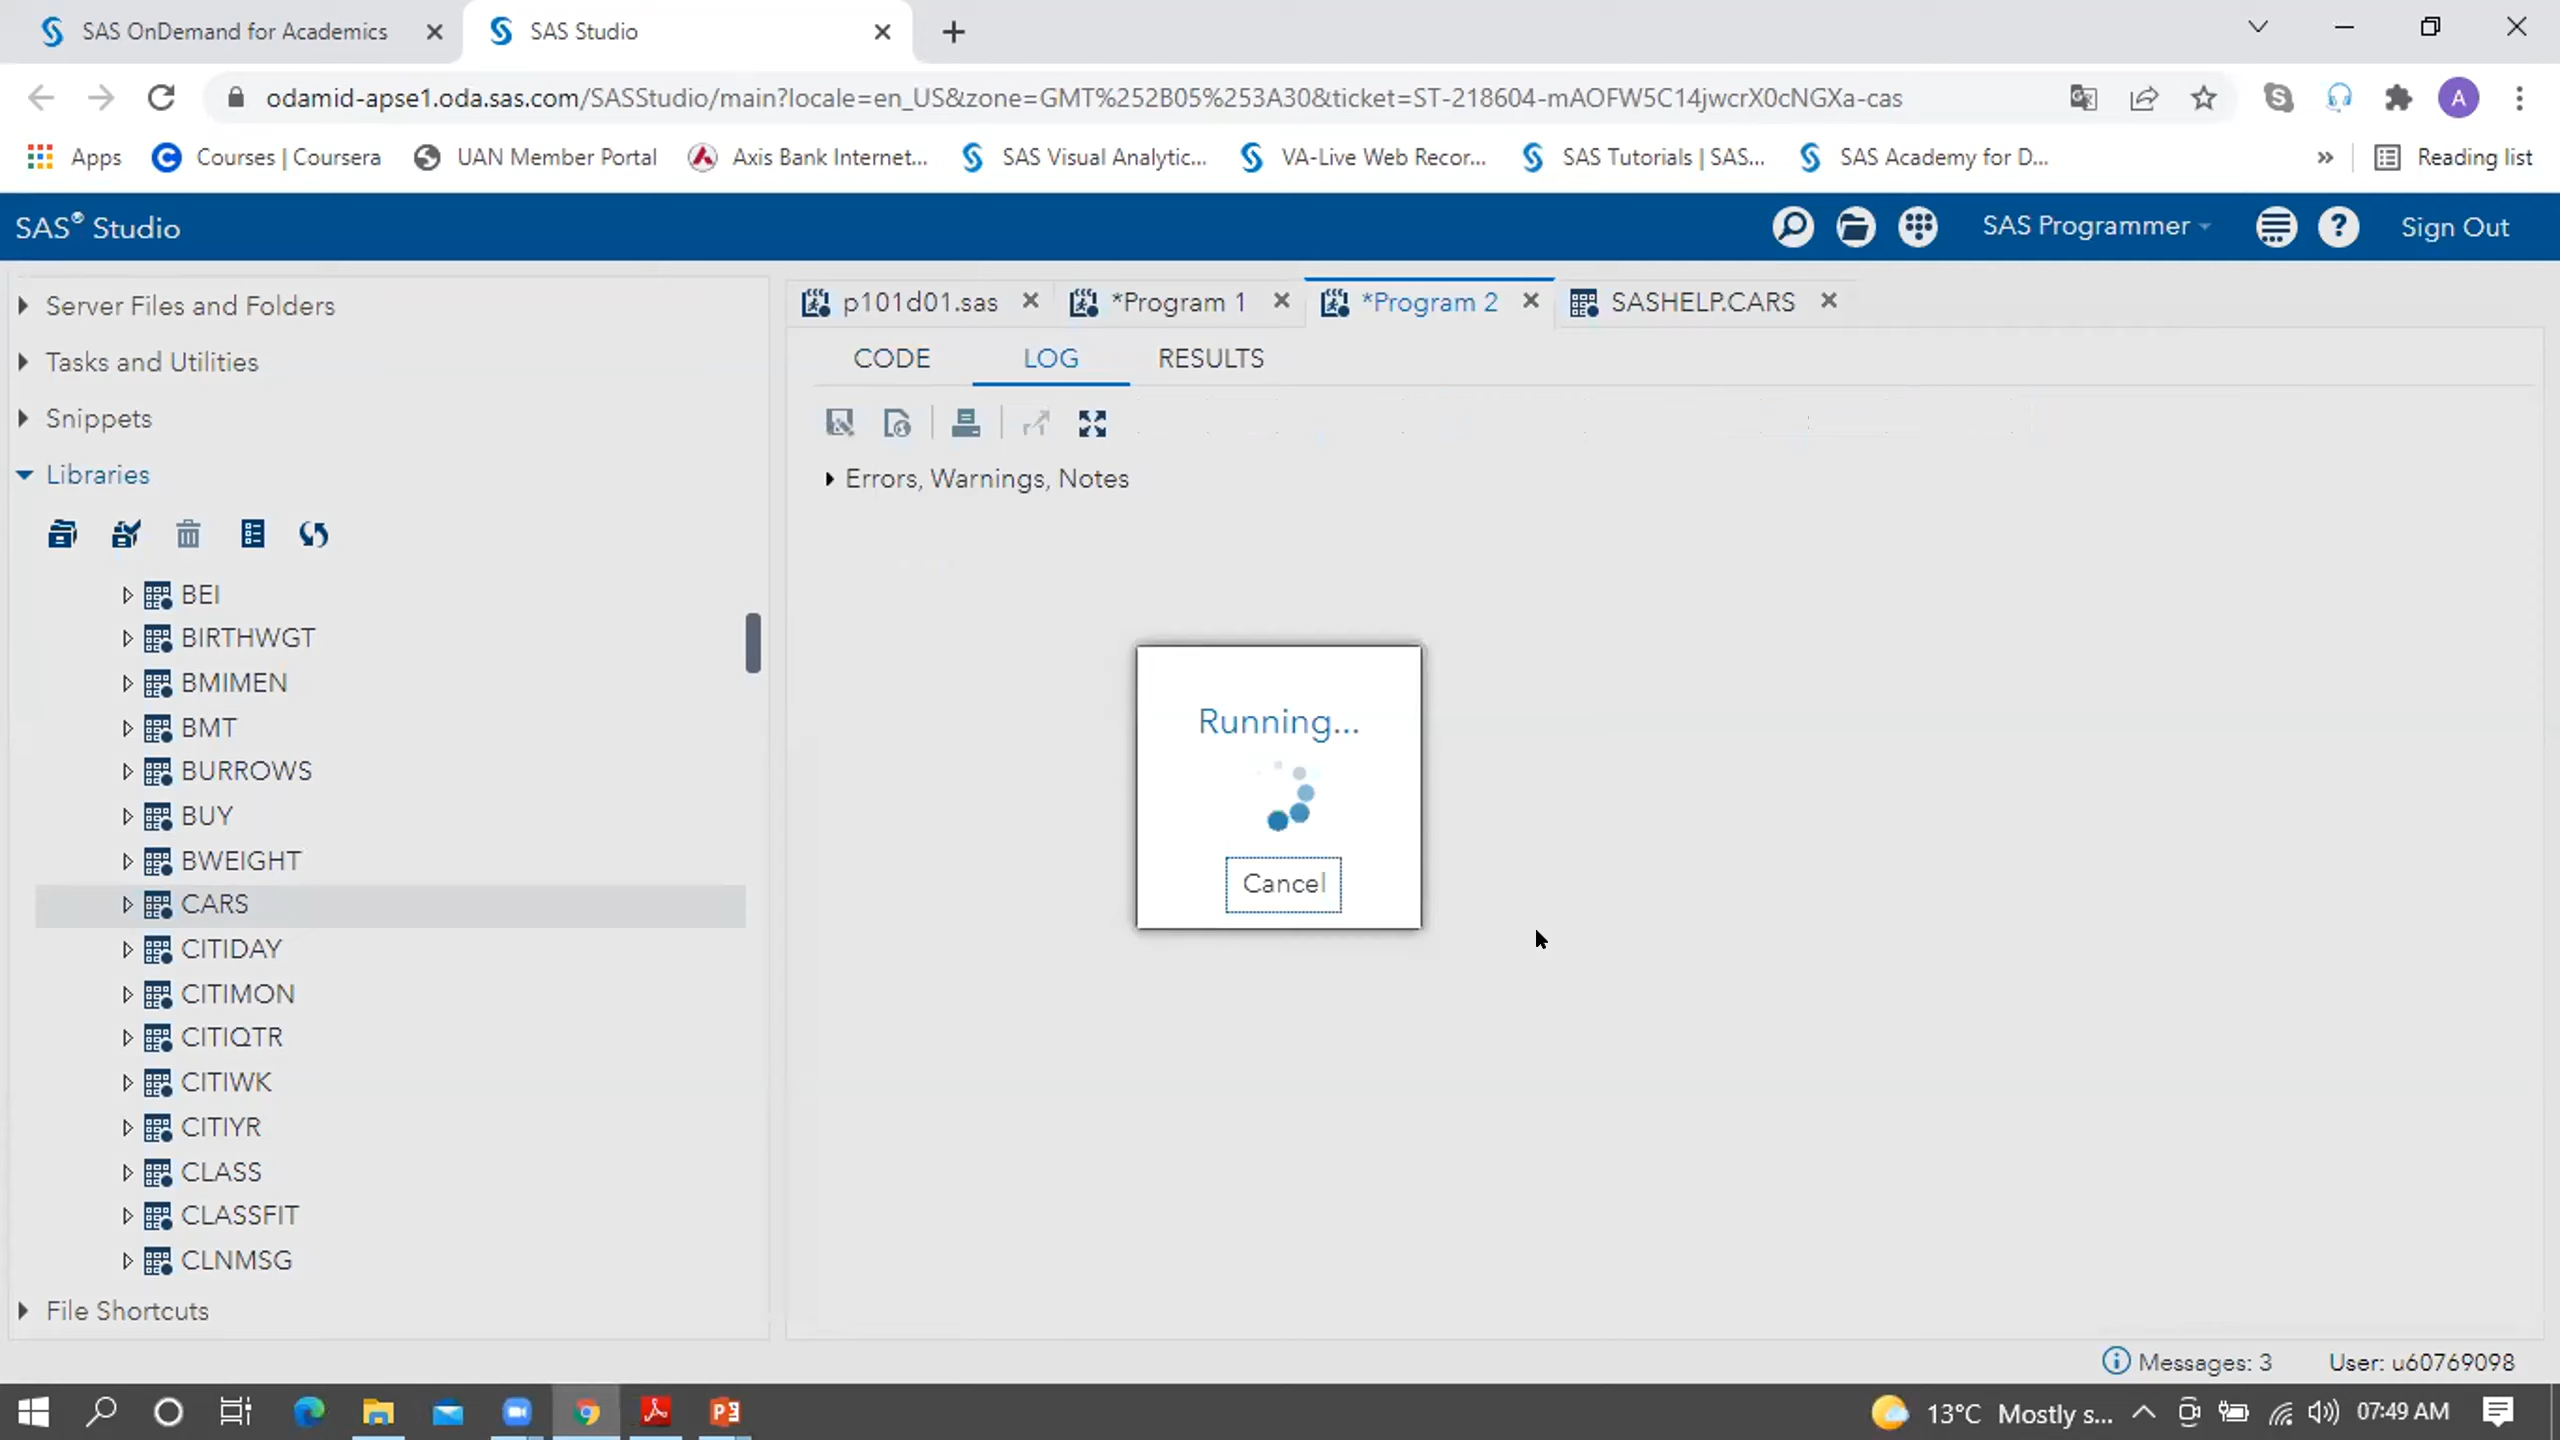 SAS OnDemand for Academics
SAS Studio
odamid-apse1.oda.sas.com/SASStudio/main?locale=en_US&zone=GMT%252B05%253A30&ticket=ST-218604-mAOFW5C14jwcrX0cNGXa-cas
A
Apps
Courses | Coursera
UAN Member Portal
Axis Bank Internet...
SAS Visual Analytic...
VA-Live Web Recor...
SAS Tutorials | SAS...
SAS Academy for D...
»
Reading list
SAS® Studio
SAS Programmer
Sign Out
Server Files and Folders
Tasks and Utilities
Snippets
Libraries
BEI
BIRTHWGT
BMIMEN
BMT
BURROWS
BUY
BWEIGHT
CARS
CITIDAY
CITIMON
CITIQTR
CITIWK
CITIYR
CLASS
CLASSFIT
CLNMSG
File Shortcuts
p101d01.sas
*Program 1
*Program 2
SASHELP.CARS
CODE
LOG
RESULTS
Errors, Warnings, Notes
Running...
Cancel
Messages: 3
User: u60769098
13°C Mostly s...
07:49 AM